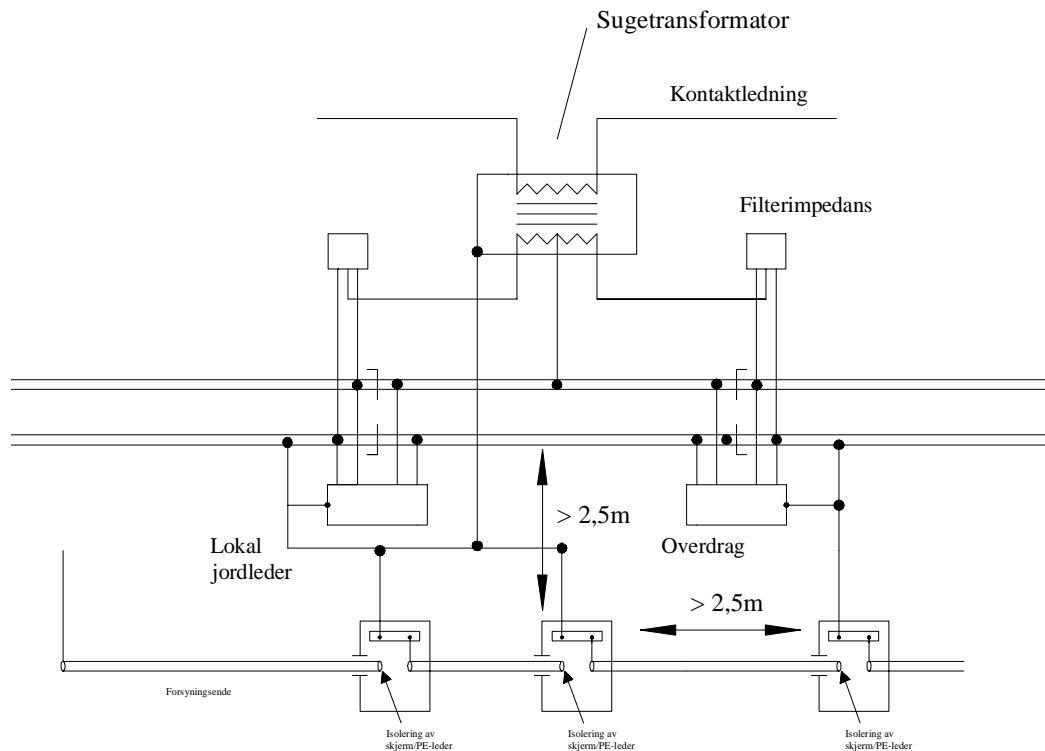 Sugetransformator
Kontaktledning
Filterimpedans
> 2,5m
Lokal
jordleder
Overdrag
> 2,5m
Forsyningsende
Isolering av
skjerm/PE-leder
Isolering av
skjerm/PE-leder
Isolering av
skjerm/PE-leder